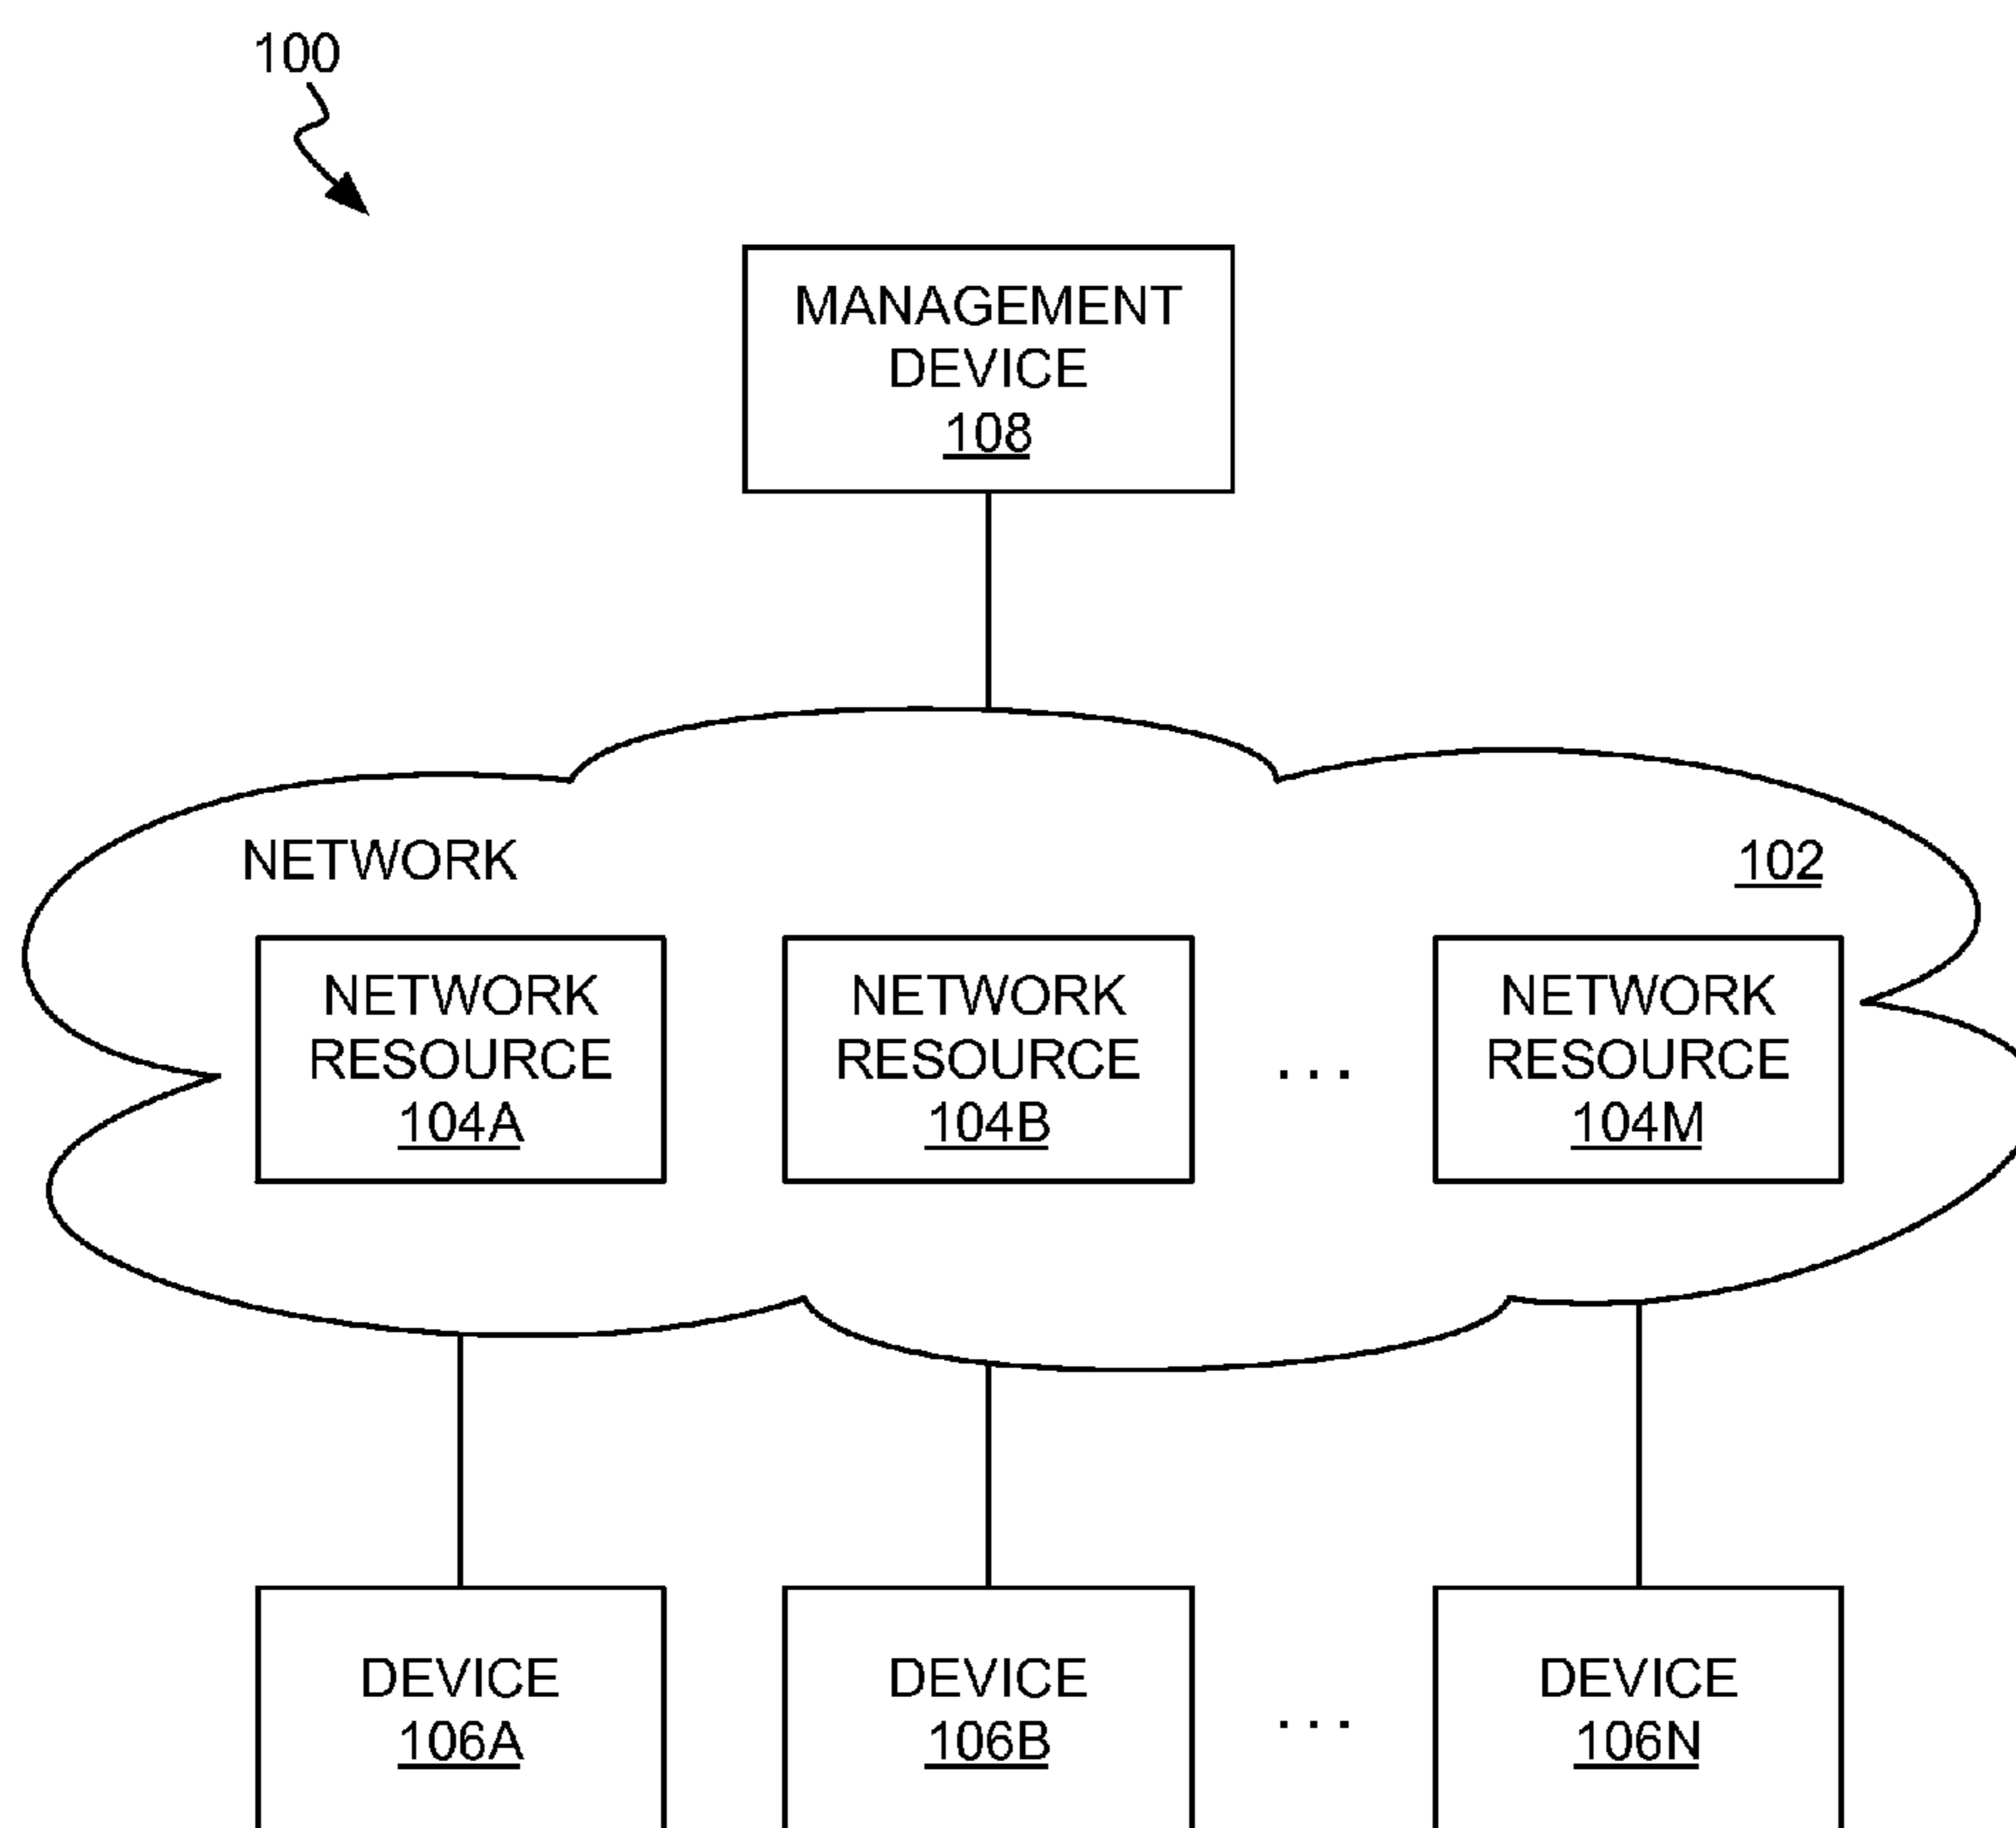 100
MANAGEMENT
DEVICE
108
NETWORK
102
NETWORK
RESOURCE
104A
NETWORK
RESOURCE
104B
...
NETWORK
RESOURCE
104M
DEVICE
106A
DEVICE
106B
...
DEVICE
106N